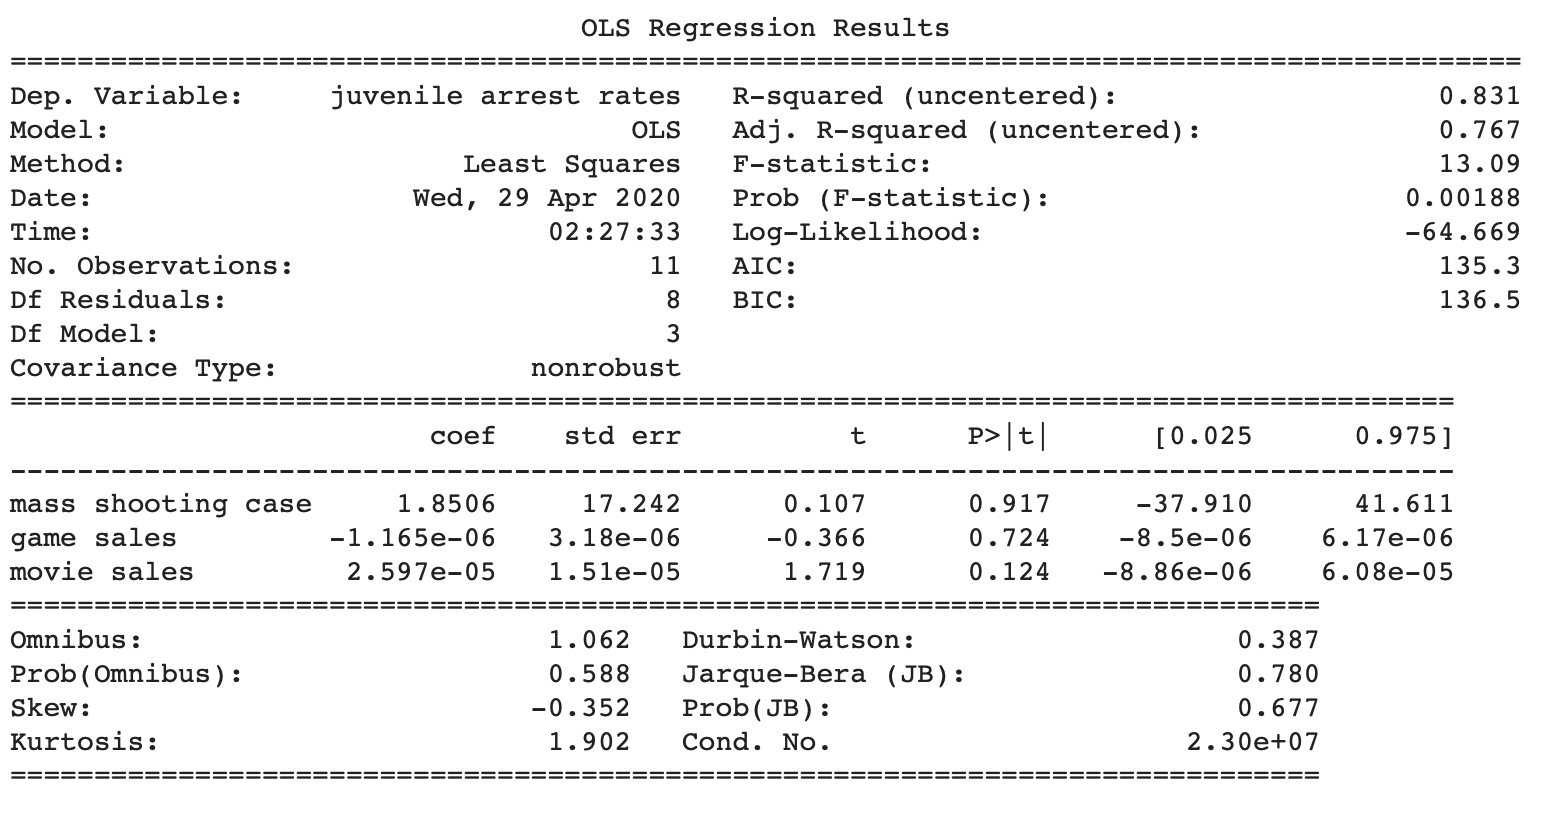 OLS Regression Results
==========================================================================================
Dep. Variable:     juvenile arrest rates   R-squared (uncentered):                   0.831
Model:                               OLS   Adj. R-squared (uncentered):              0.767
Method:                    Least Squares   F-statistic:                              13.09
Date:                   Wed, 29 Apr 2020   Prob (F-statistic):                     0.00188
Time:                           02:27:33   Log-Likelihood:                         -64.669
No. Observations:                     11   AIC:                                      135.3
Df Residuals:                          8   BIC:                                      136.5
Df Model:                              3
Covariance Type:               nonrobust
======================================================================================
                         coef    std err          t      P>|t|      [0.025      0.975]
--------------------------------------------------------------------------------------
mass shooting case     1.8506     17.242      0.107      0.917     -37.910      41.611
game sales         -1.165e-06   3.18e-06     -0.366      0.724    -8.5e-06    6.17e-06
movie sales         2.597e-05   1.51e-05      1.719      0.124   -8.86e-06    6.08e-05
==============================================================================
Omnibus:                        1.062   Durbin-Watson:                   0.387
Prob(Omnibus):                  0.588   Jarque-Bera (JB):                0.780
Skew:                          -0.352   Prob(JB):                        0.677
Kurtosis:                       1.902   Cond. No.                     2.30e+07
==============================================================================